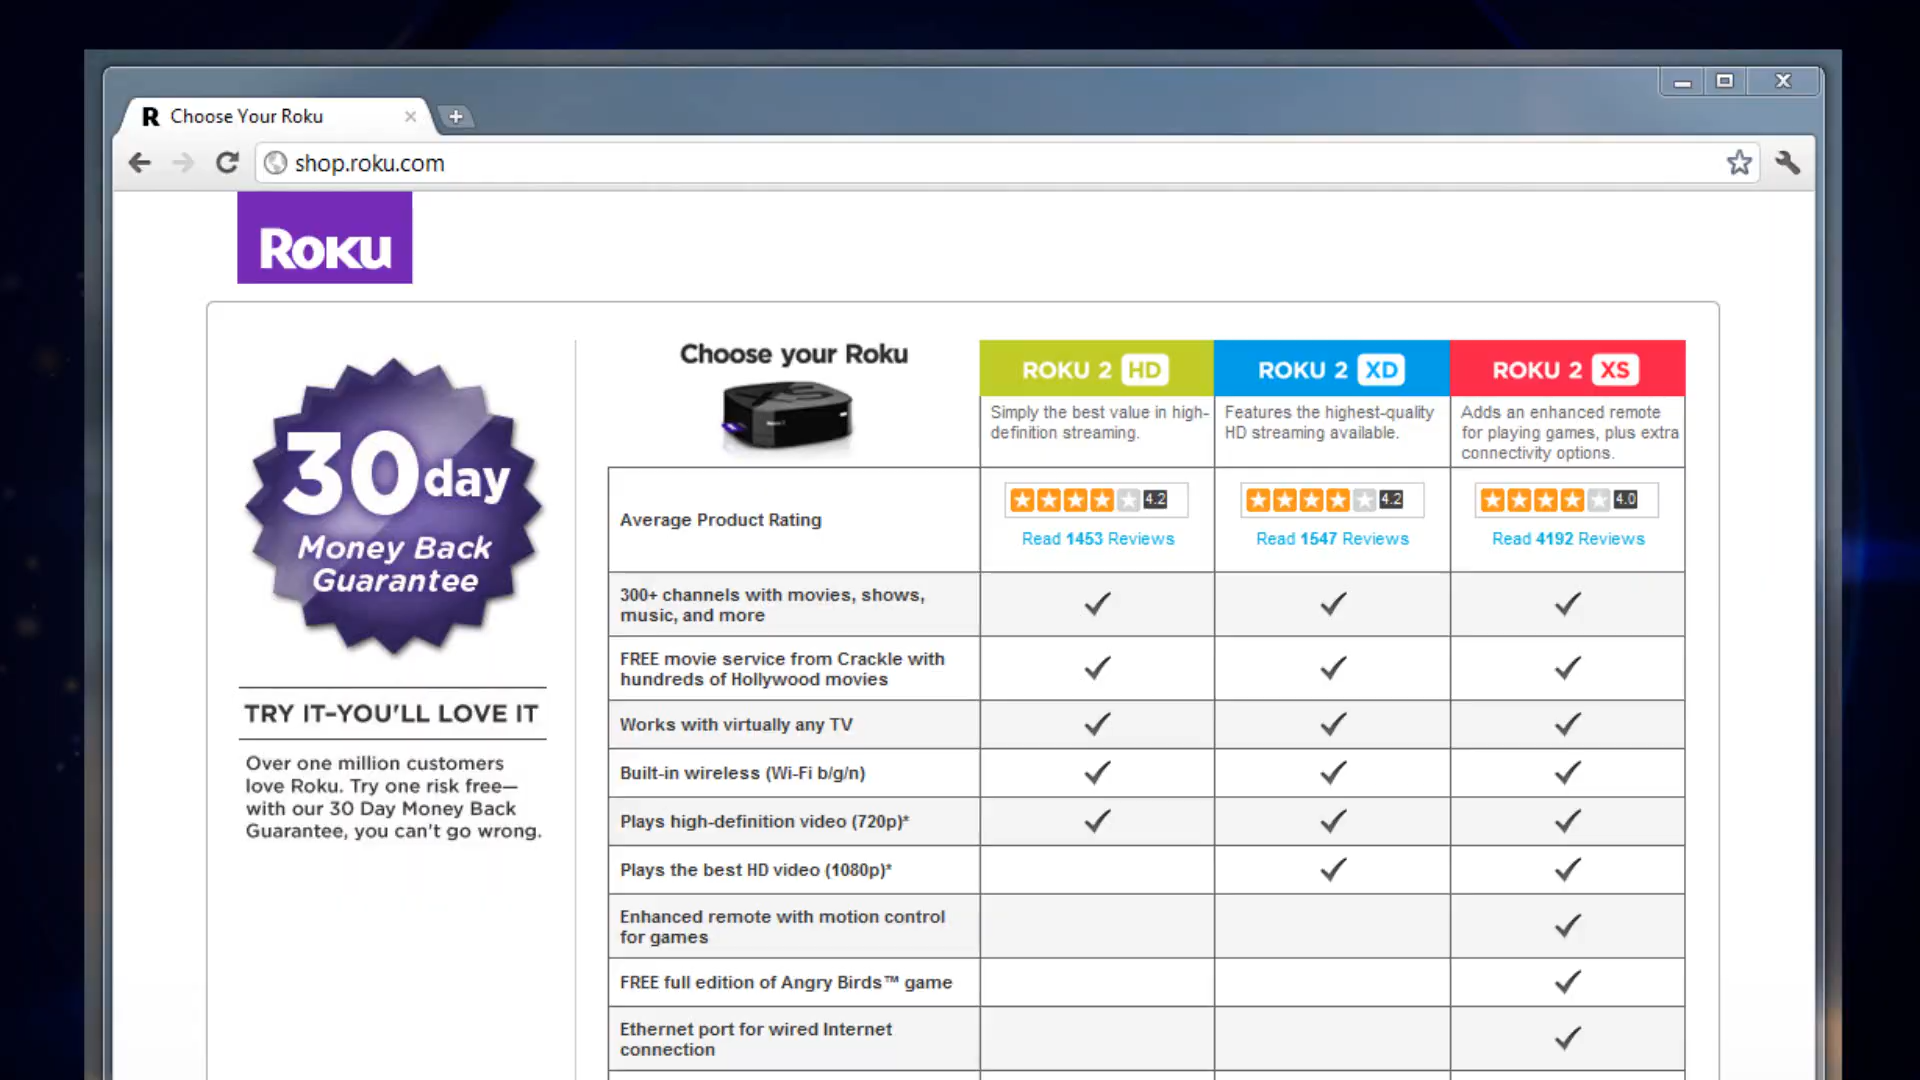 R Choose Your Roku
shop.roku.com
ROKU
30 day
Money Back
Guarantee
TRY IT–YOU'LL LOVE IT
Over one million customers
love Roku. Try one risk free—
with our 30 Day Money Back
Guarantee, you can't go wrong.
Choose your Roku
ROKU 2 HD
ROKU 2 XD
ROKU 2 XS
Simply the best value in high-
definition streaming.
Features the highest-quality
HD streaming available.
Adds an enhanced remote
for playing games, plus extra
connectivity options.
Average Product Rating
4.2
Read 1453 Reviews
4.2
Read 1547 Reviews
4.0
Read 4192 Reviews
300+ channels with movies, shows,
music, and more
FREE movie service from Crackle with
hundreds of Hollywood movies
Works with virtually any TV
Built-in wireless (Wi-Fi b/g/n)
Plays high-definition video (720p)*
Plays the best HD video (1080p)*
Enhanced remote with motion control
for games
FREE full edition of Angry Birds™ game
Ethernet port for wired Internet
connection